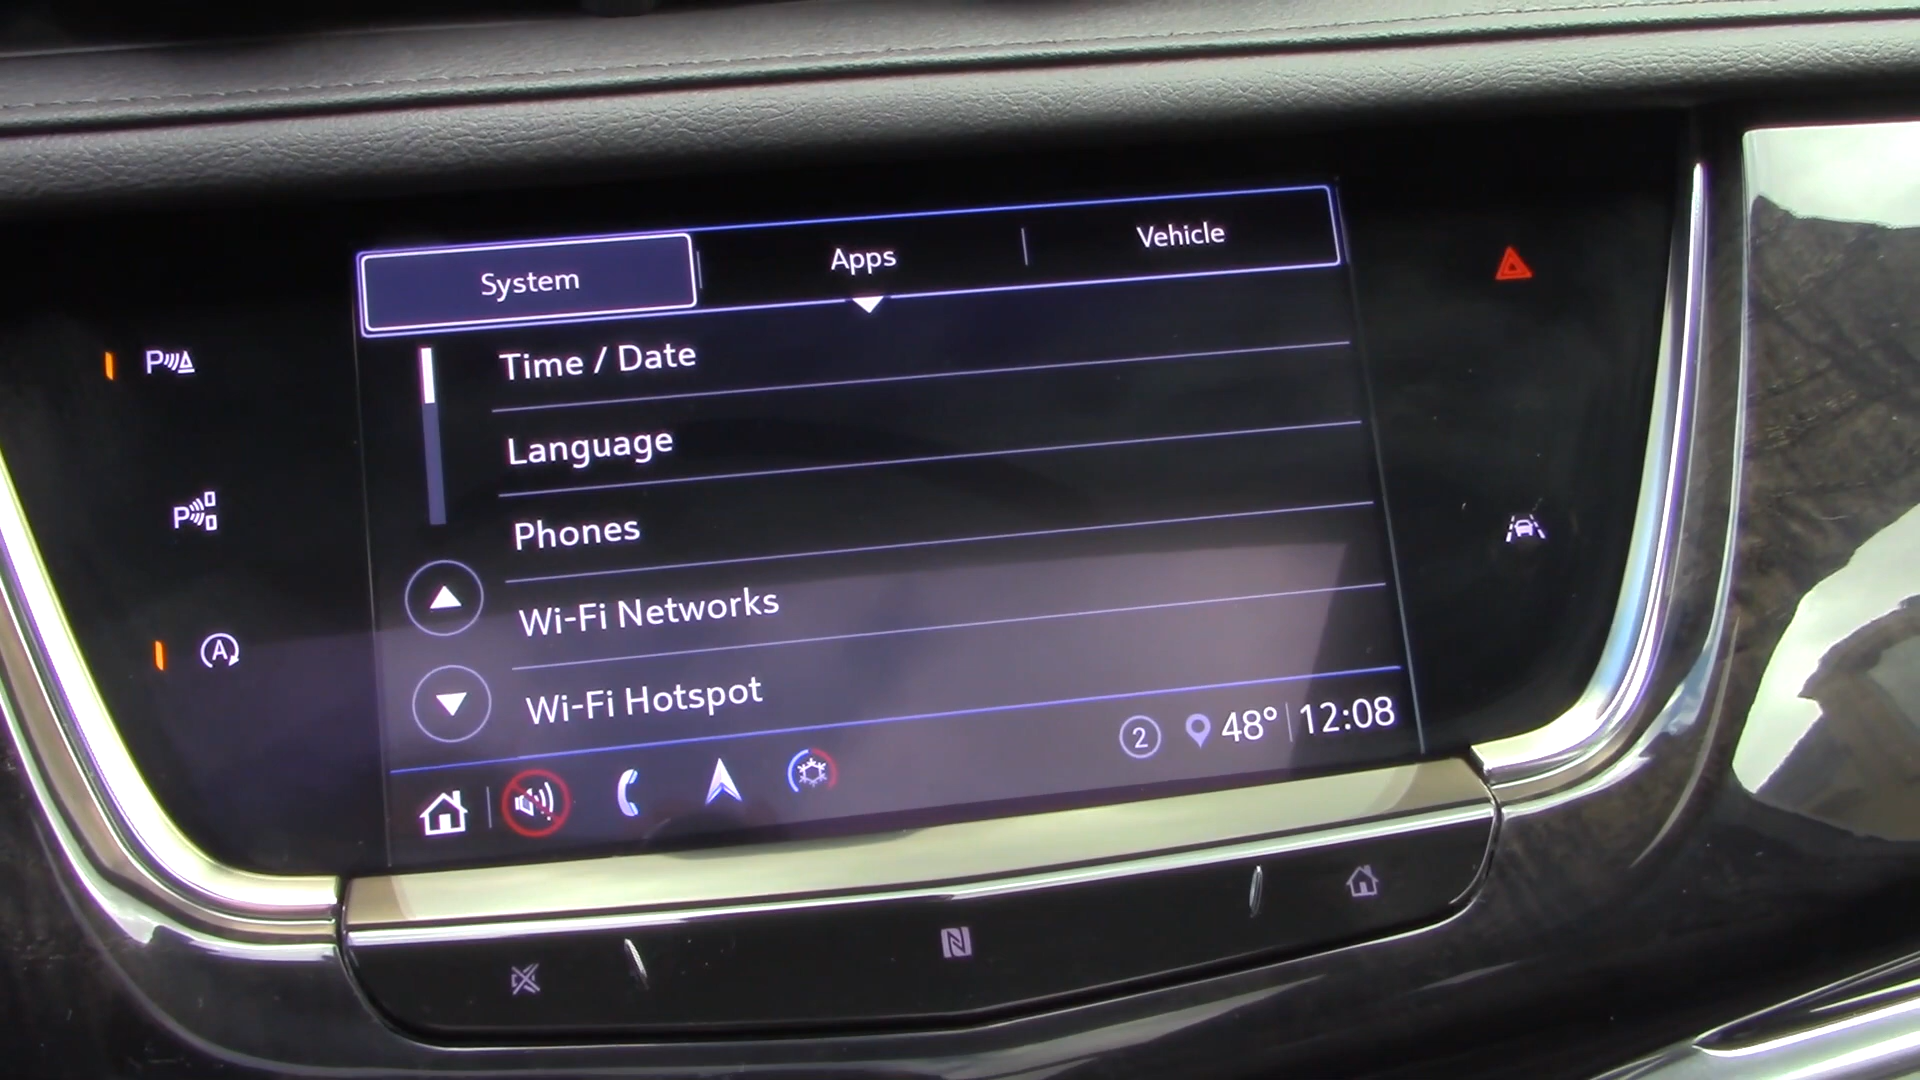 System
Apps
Vehicle
Time / Date
Language
Phones
Wi-Fi Networks
Wi-Fi Hotspot
2
48° 12:08
P
P
A
N